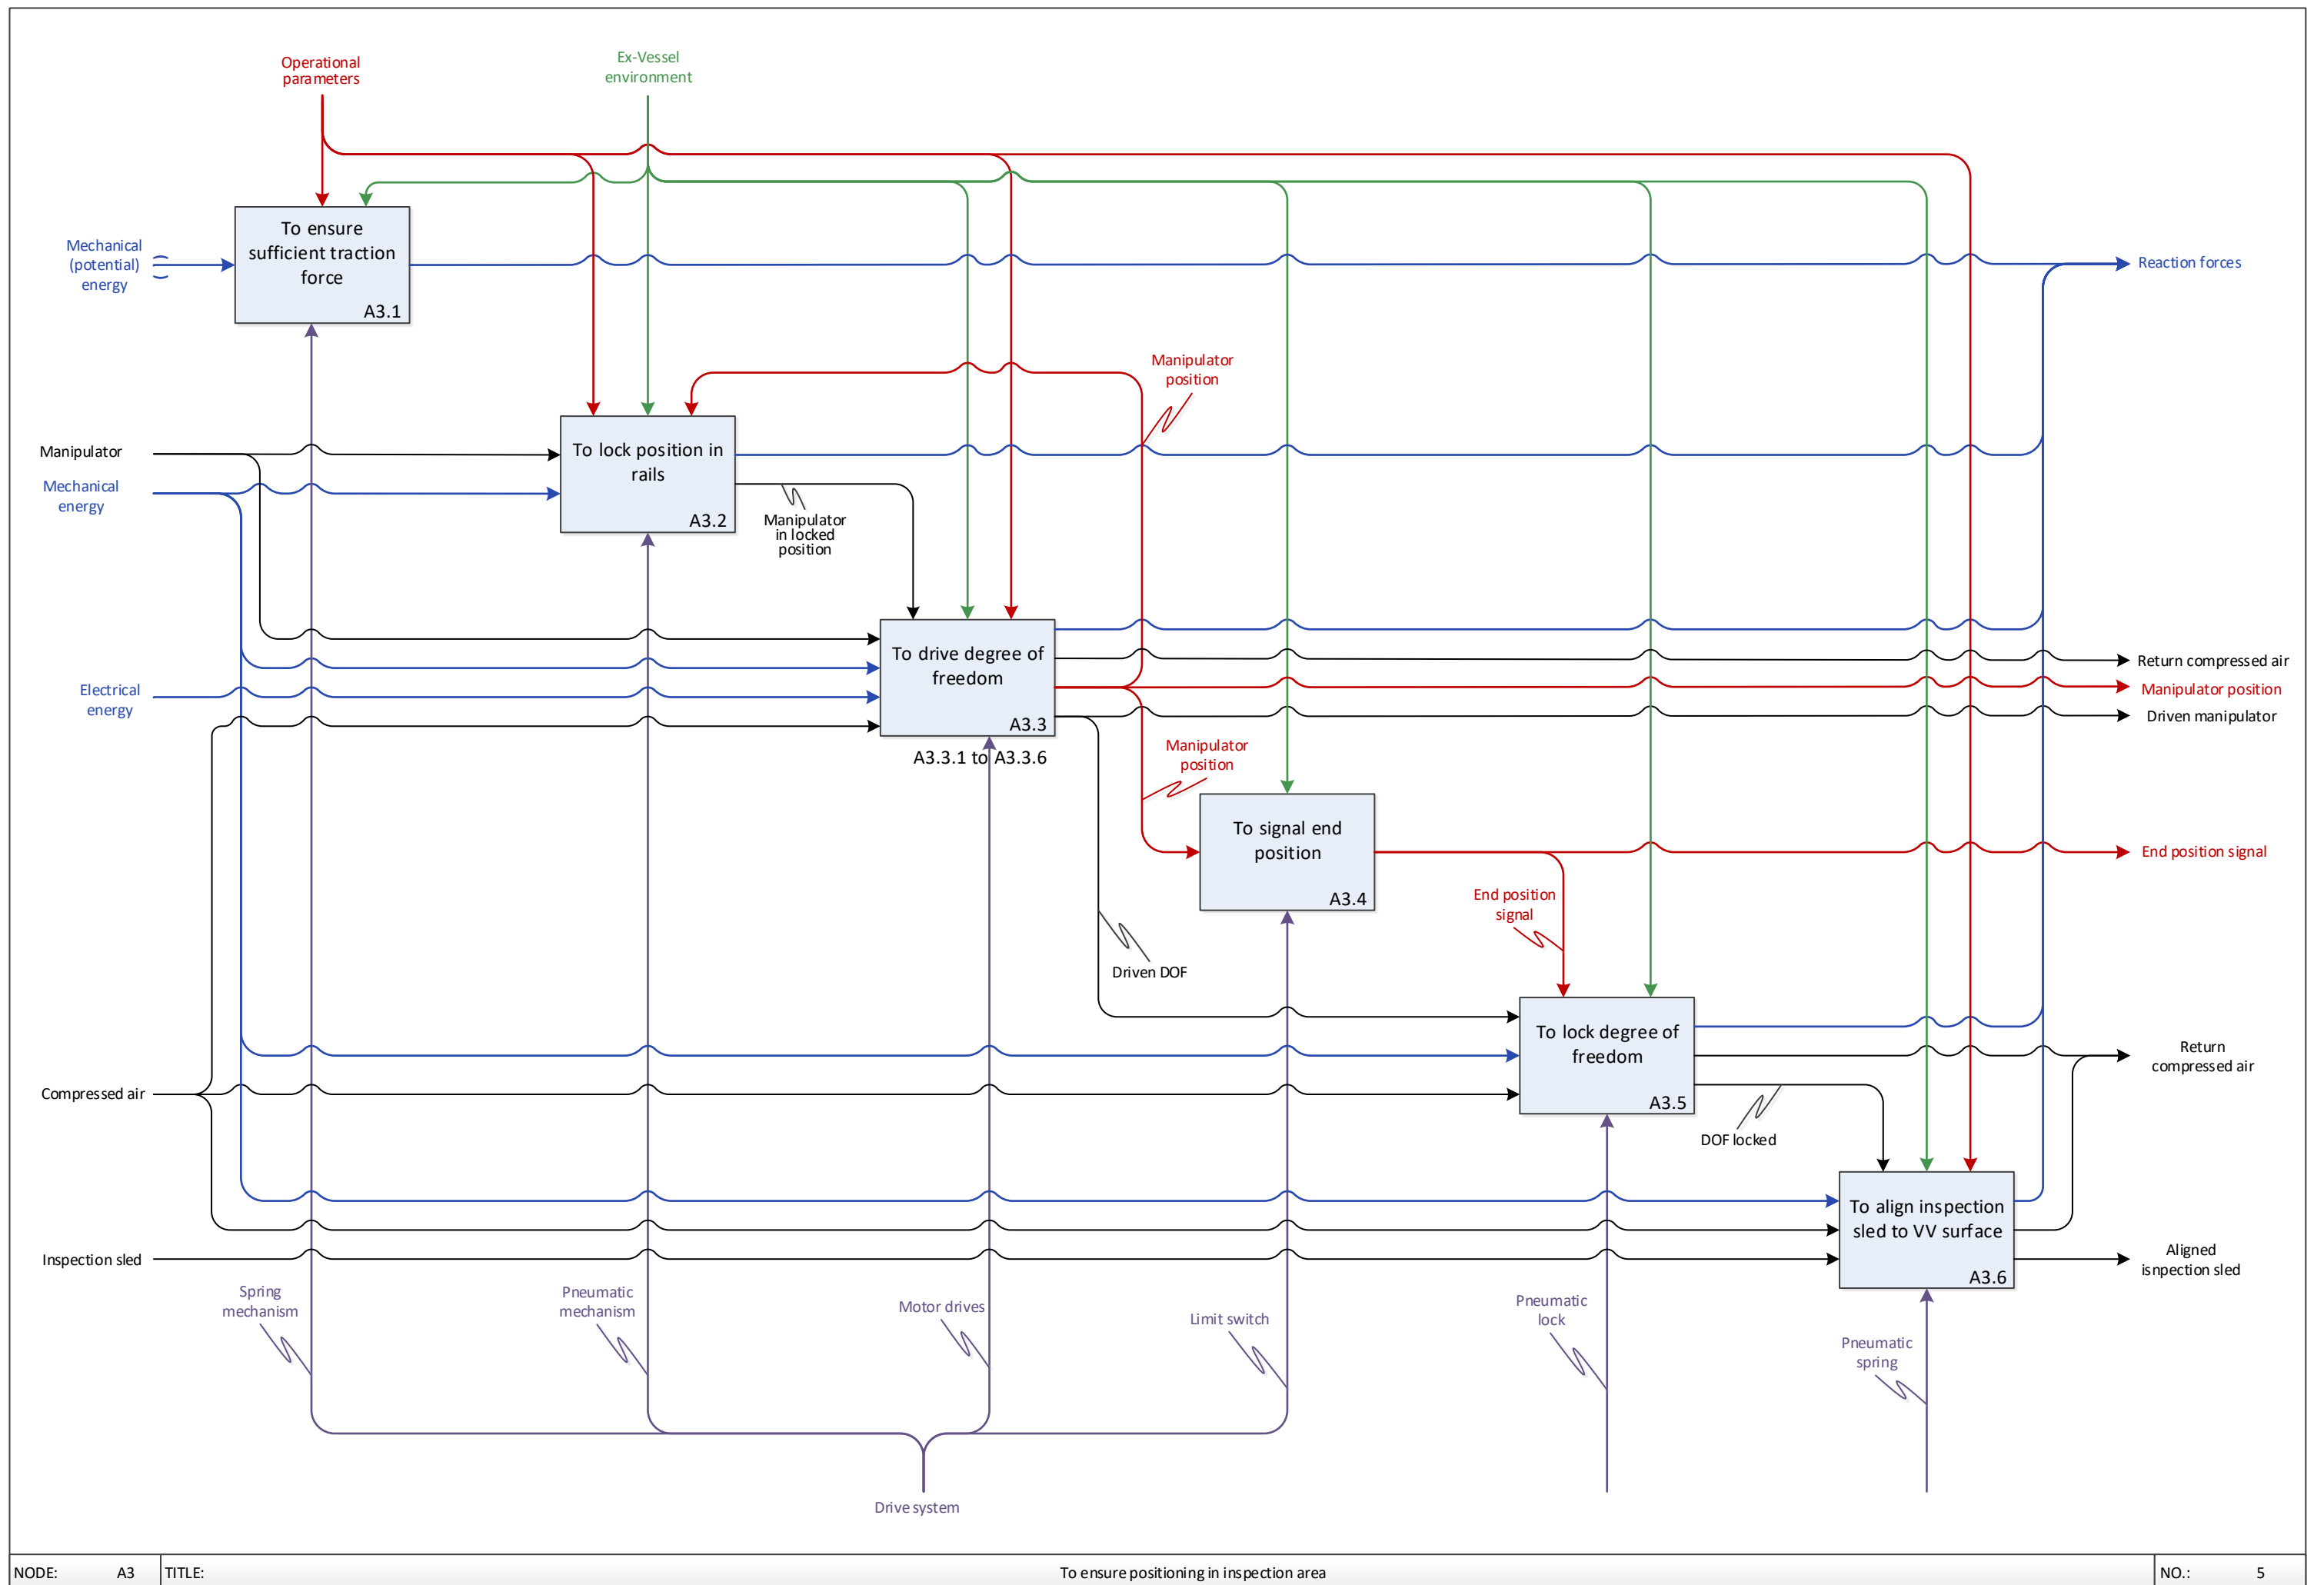 Operational
parameters
Ex-Vessel
environment
To ensure
sufficient traction
force
A3.1
Mechanical
(potential)
energy
Reaction forces
Manipulator
position
Manipulator
Mechanical
energy
To lock position in
rails
A3.2
Manipulator
in locked
position
To drive degree of
freedom
A3.3
A3.3.1 to A3.3.6
Electrical
energy
Return compressed air
Manipulator position
Driven manipulator
Manipulator
position
To signal end
position
A3.4
End position signal
End position
signal
Driven DOF
To lock degree of
freedom
A3.5
Compressed air
Return
compressed air
DOF locked
To align inspection
sled to VV surface
A3.6
Inspection sled
Aligned
isnpection sled
Spring
mechanism
Pneumatic
mechanism
Motor drives
Limit switch
Pneumatic
lock
Pneumatic
spring
Drive system
NODE: A3 TITLE: To ensure positioning in inspection area NO.: 5